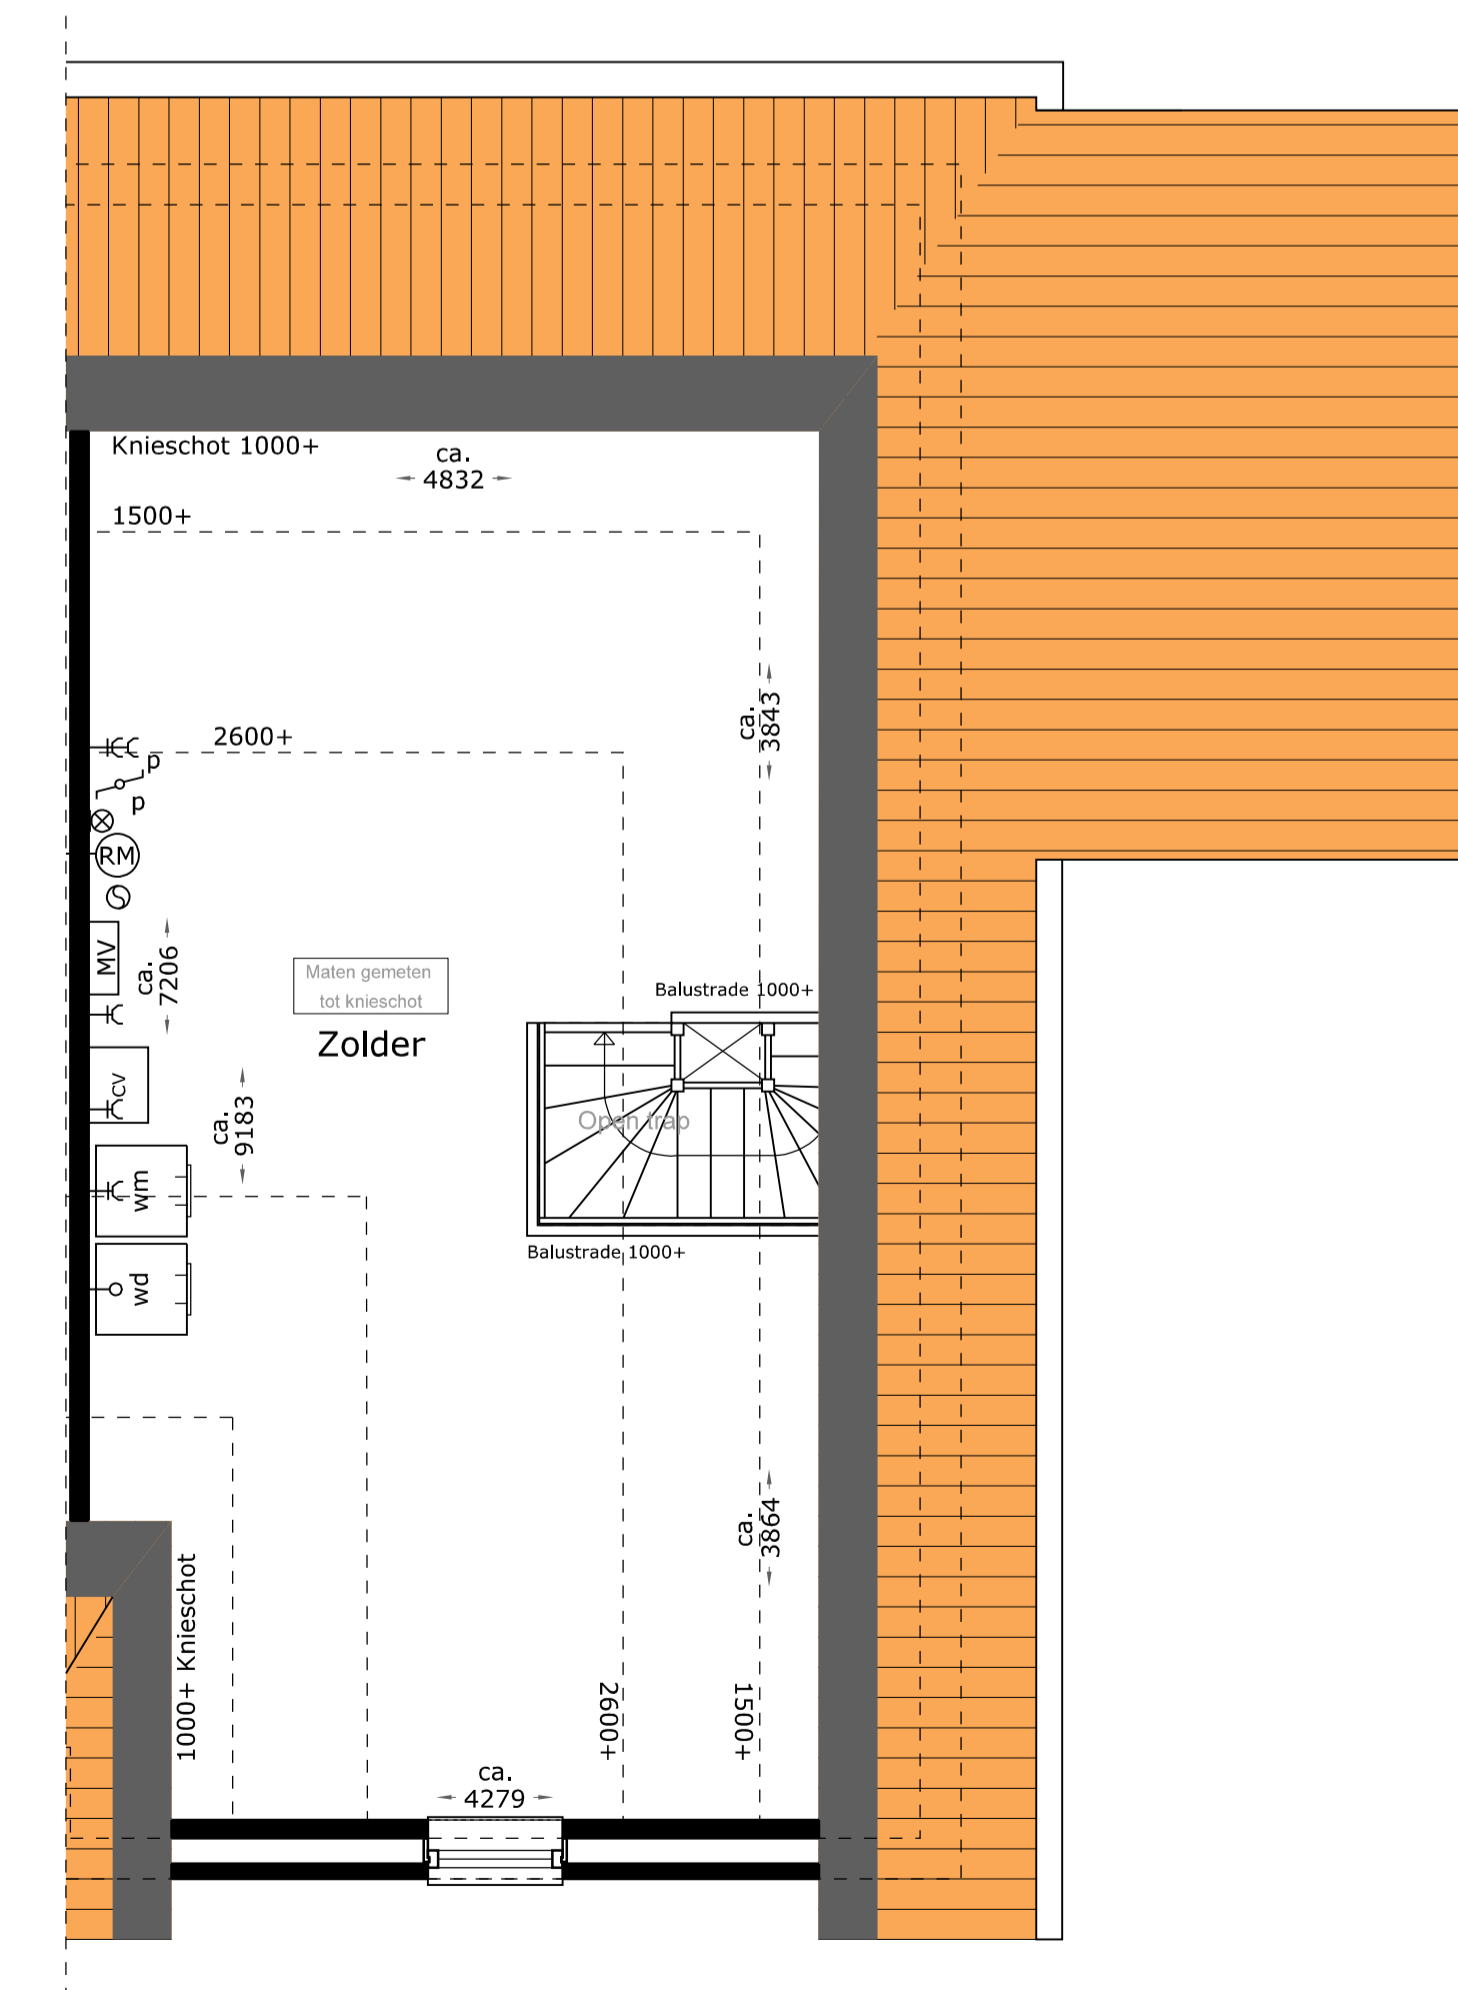 Knieschot 1000+
ca.
4832
1500+
ca.
3843
2600+
p
p
RM
MV
ca.
7206
Maten gemeten
tot knieschot
Zolder
Balustrade 1000+
cv
ca.
9183
Open trap
wm
Balustrade 1000+
wd
ca.
3864
1000+ Knieschot
2600+
1500+
ca.
4279